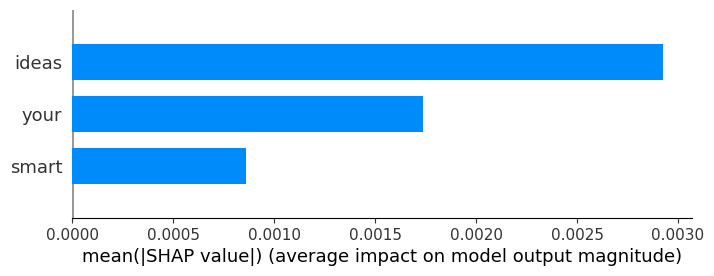 ideas
your
smart
0.0000 0.0005 0.0010 0.0015 0.0020 0.0025 0.0030
mean(|SHAP value|) (average impact on model output magnitude)